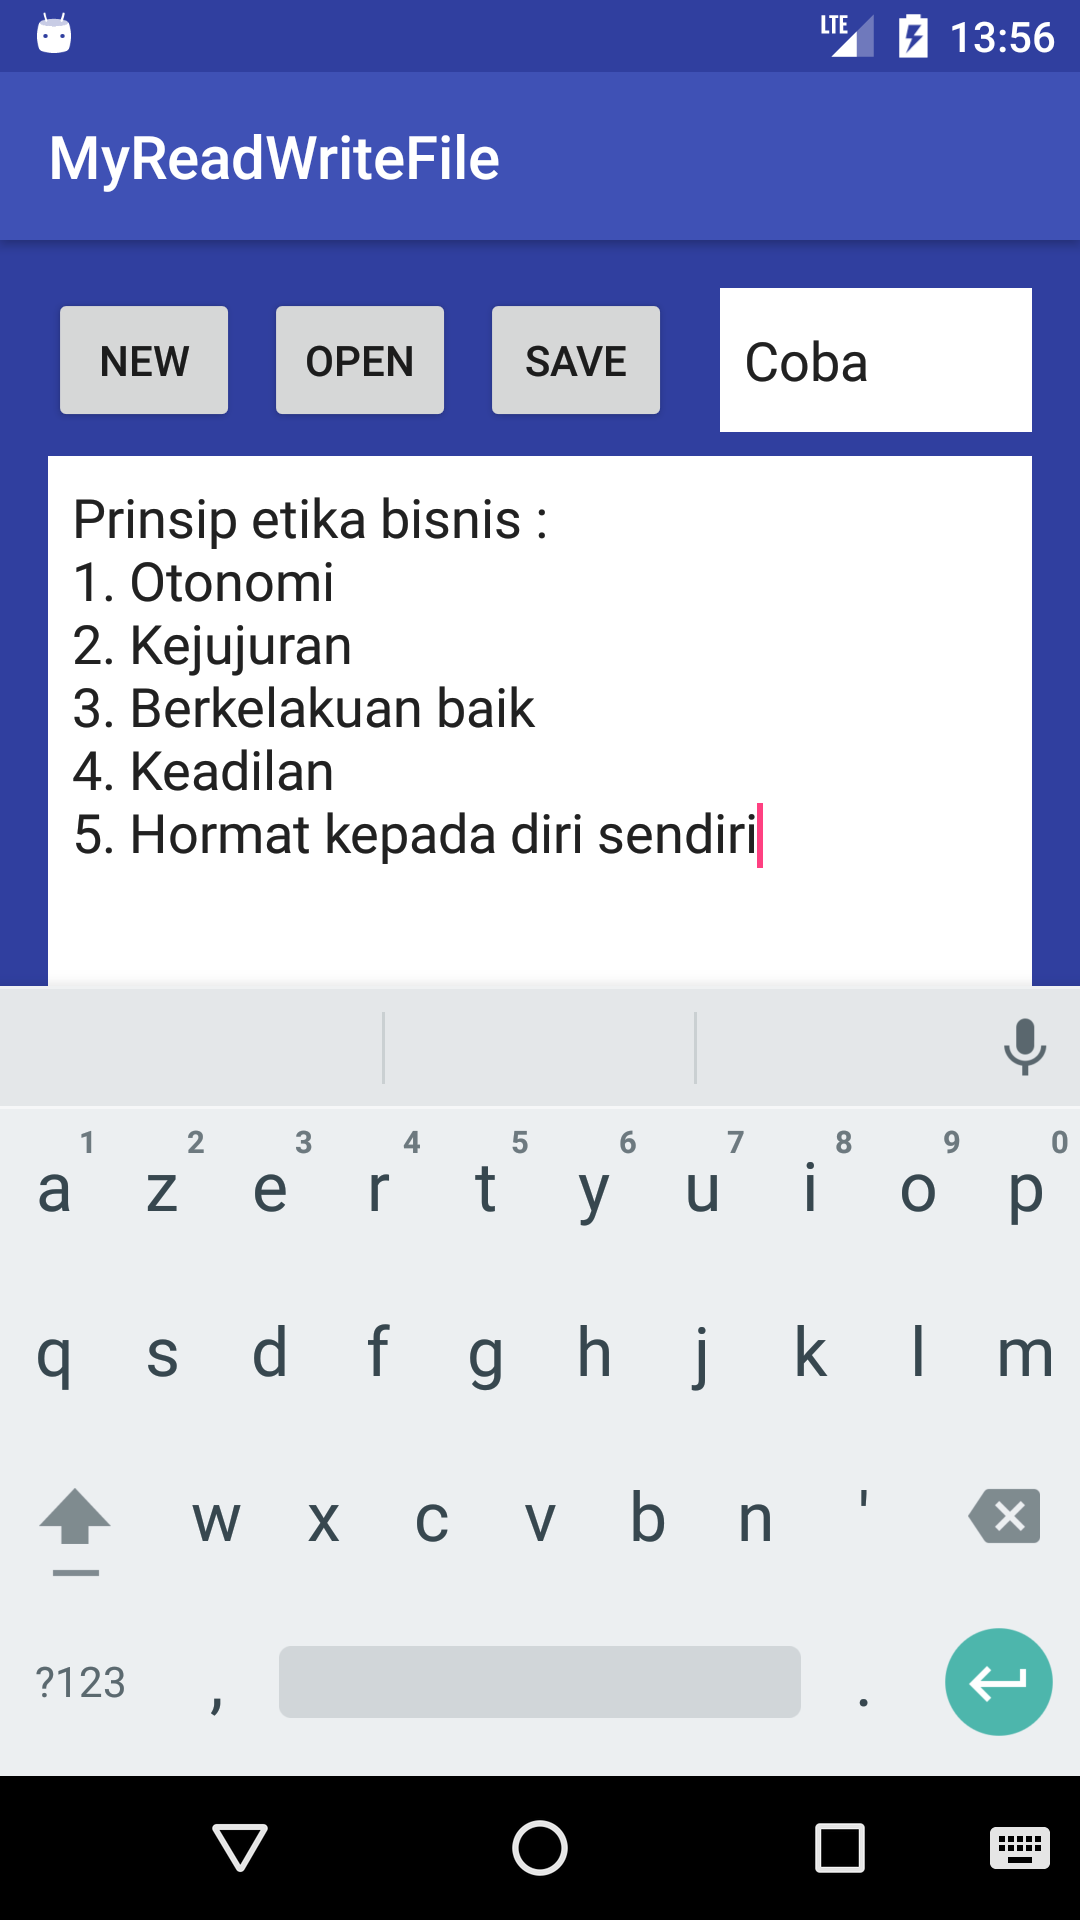 LTE 13:56
MyReadWriteFile
NEW OPEN SAVE Coba
Prinsip etika bisnis :
1. Otonomi
2. Kejujuran
3. Berkelakuan baik
4. Keadilan
5. Hormat kepada diri sendiri
1 2 3 4 5 6 7 8 9 0
a z e r t y u i o p
q s d f g h j k l m
w x c v b n '
?123 , .